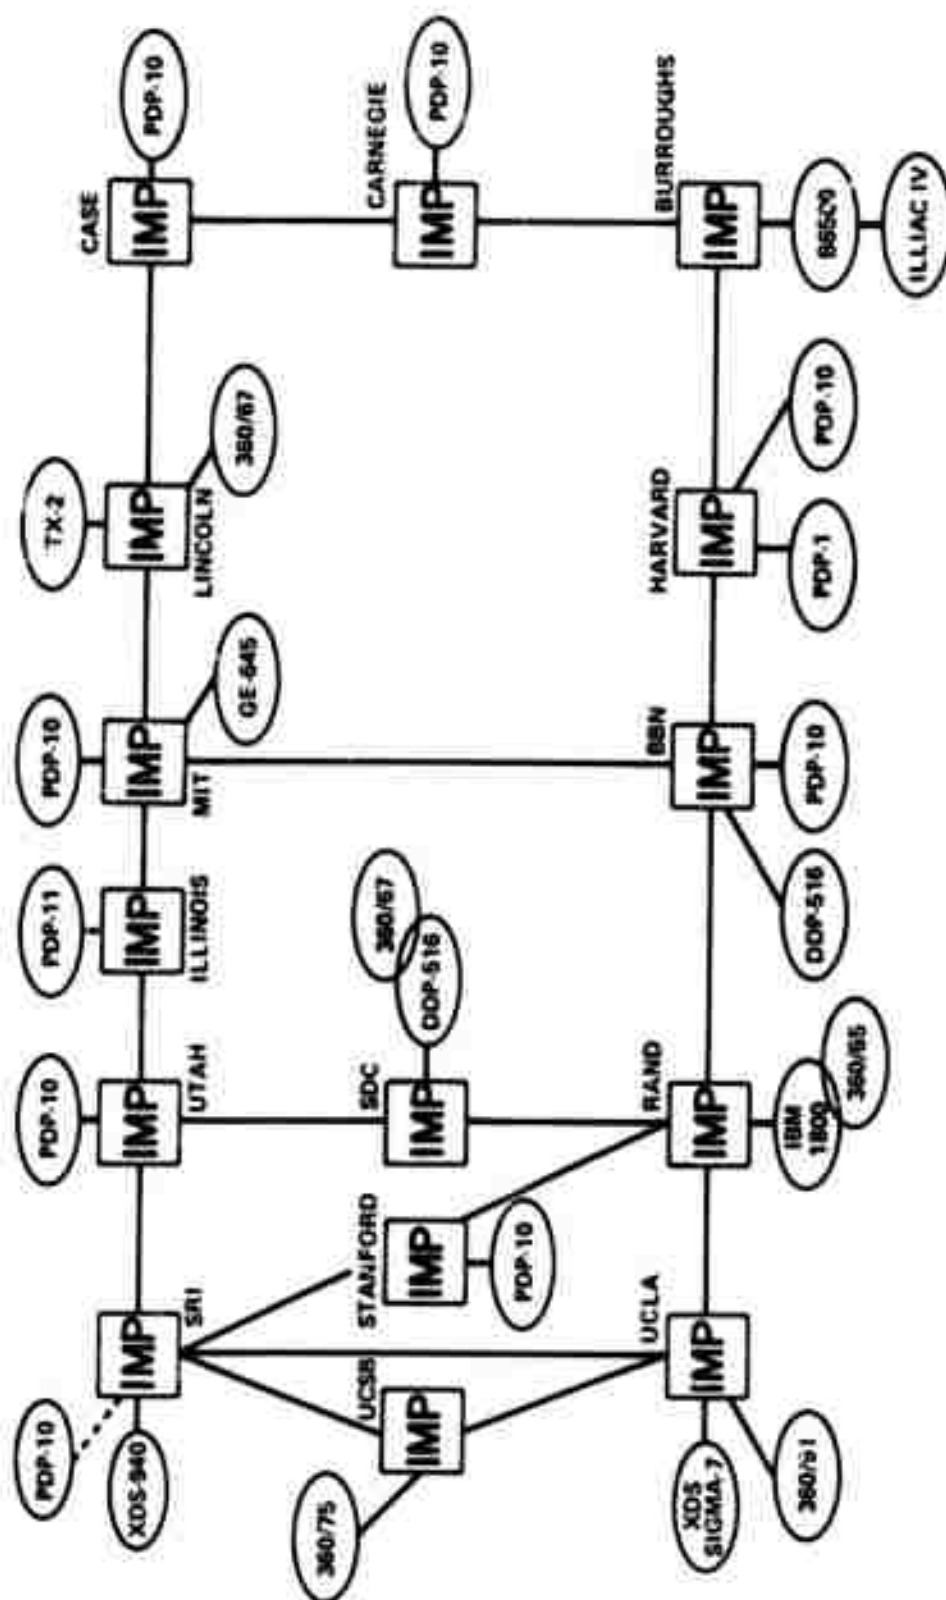 PDP-10
PDP-10
PDP-11
PDP-10
TX-2
CASE
XDS-940
IMP
IMP
IMP
IMP
IMP
IMP
PDP-10
SRI
UTAH
ILLINOIS
MIT
LINCOLN
GE-645
360/67
360/75
UCSB
STANFORD
SDC
360/67
CARNEGIE
IMP
IMP
IMP
DDP-516
IMP
PDP-10
PDP-10
UCLA
RAND
BBN
HARVARD
BURROUGHS
XDS
SIGMA-7
IMP
IMP
IMP
IMP
IMP
360/91
IBM
1800
360/65
DDP-516
PDP-10
PDP-1
PDP-10
B6500
ILLIAC IV